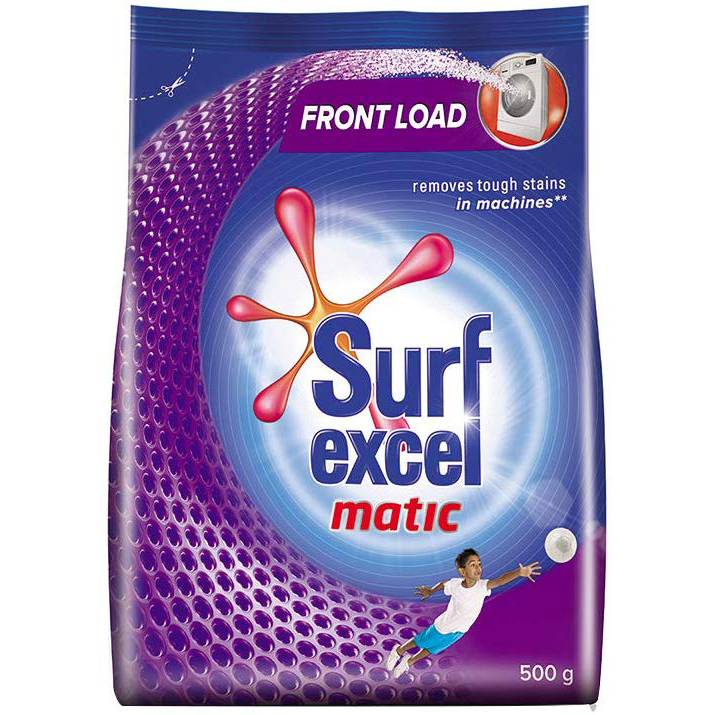 FRONT LOAD
removes tough stains
in machines**
Surf
excel
matic
500 g